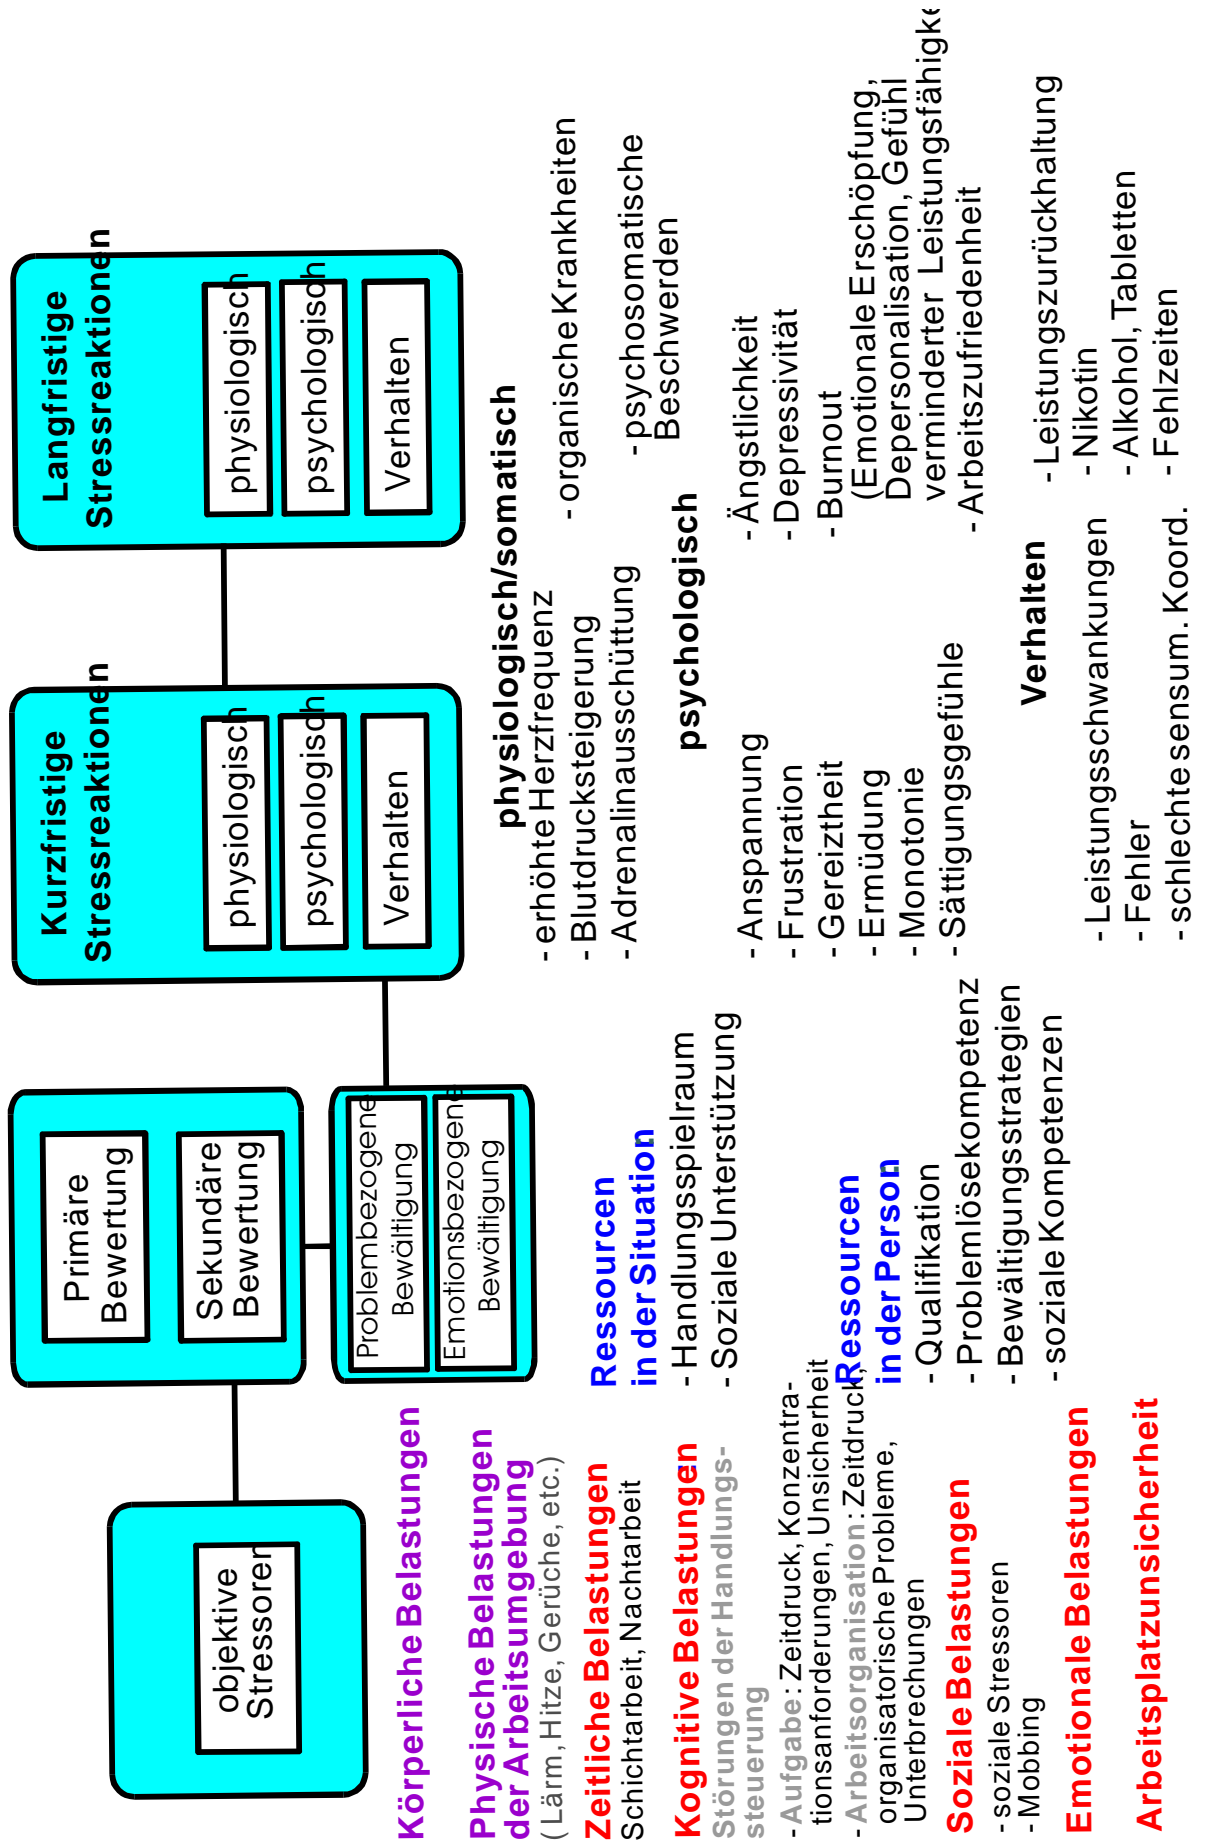 objektive
Stressoren
Primäre
Bewertung
Sekundäre
Bewertung
Problembezogene
Bewältigung
Emotionsbezogene
Bewältigung
Kurzfristige
Stressreaktionen
physiologisch
psychologisch
Verhalten
Langfristige
Stressreaktionen
physiologisch
psychologisch
Verhalten
Körperliche Belastungen
Physische Belastungen
der Arbeitsumgebung
( Lärm, Hitze, Gerüche, etc.)
Zeitliche Belastungen
Schichtarbeit, Nachtarbeit
Kognitive Belastungen
Störungen der Handlungs-
steuerung
- Aufgabe: Zeitdruck, Konzentra-
tionsanforderungen, Unsicherheit
- Arbeitsorganisation: Zeitdruck,
organisatorische Probleme,
Unterbrechungen
Soziale Belastungen
- soziale Stressoren
- Mobbing
Emotionale Belastungen
Arbeitsplatzunsicherheit
Ressourcen
in der Situation
- Handlungsspielraum
- Soziale Unterstützung
Ressourcen
in der Person
- Qualifikation
- Problemlösekompetenz
- Bewältigungsstrategien
- soziale Kompetenzen
physiologisch/somatisch
- erhöhte Herzfrequenz
- Blutdrucksteigerung
- Adrenalinausschüttung
- organische Krankheiten
- psychosomatische
Beschwerden
psychologisch
- Anspannung
- Frustration
- Gereiztheit
- Ermüdung
- Monotonie
- Sättigungsgefühle
- Ängstlichkeit
- Depressivität
- Burnout
(Emotionale Erschöpfung,
Depersonalisation, Gefühl
verminderter Leistungsfähigke
- Arbeitszufriedenheit
Verhalten
- Leistungsschwankungen
- Fehler
- schlechte sensum. Koord.
- Leistungszurückhaltung
- Nikotin
- Alkohol, Tabletten
- Fehlzeiten